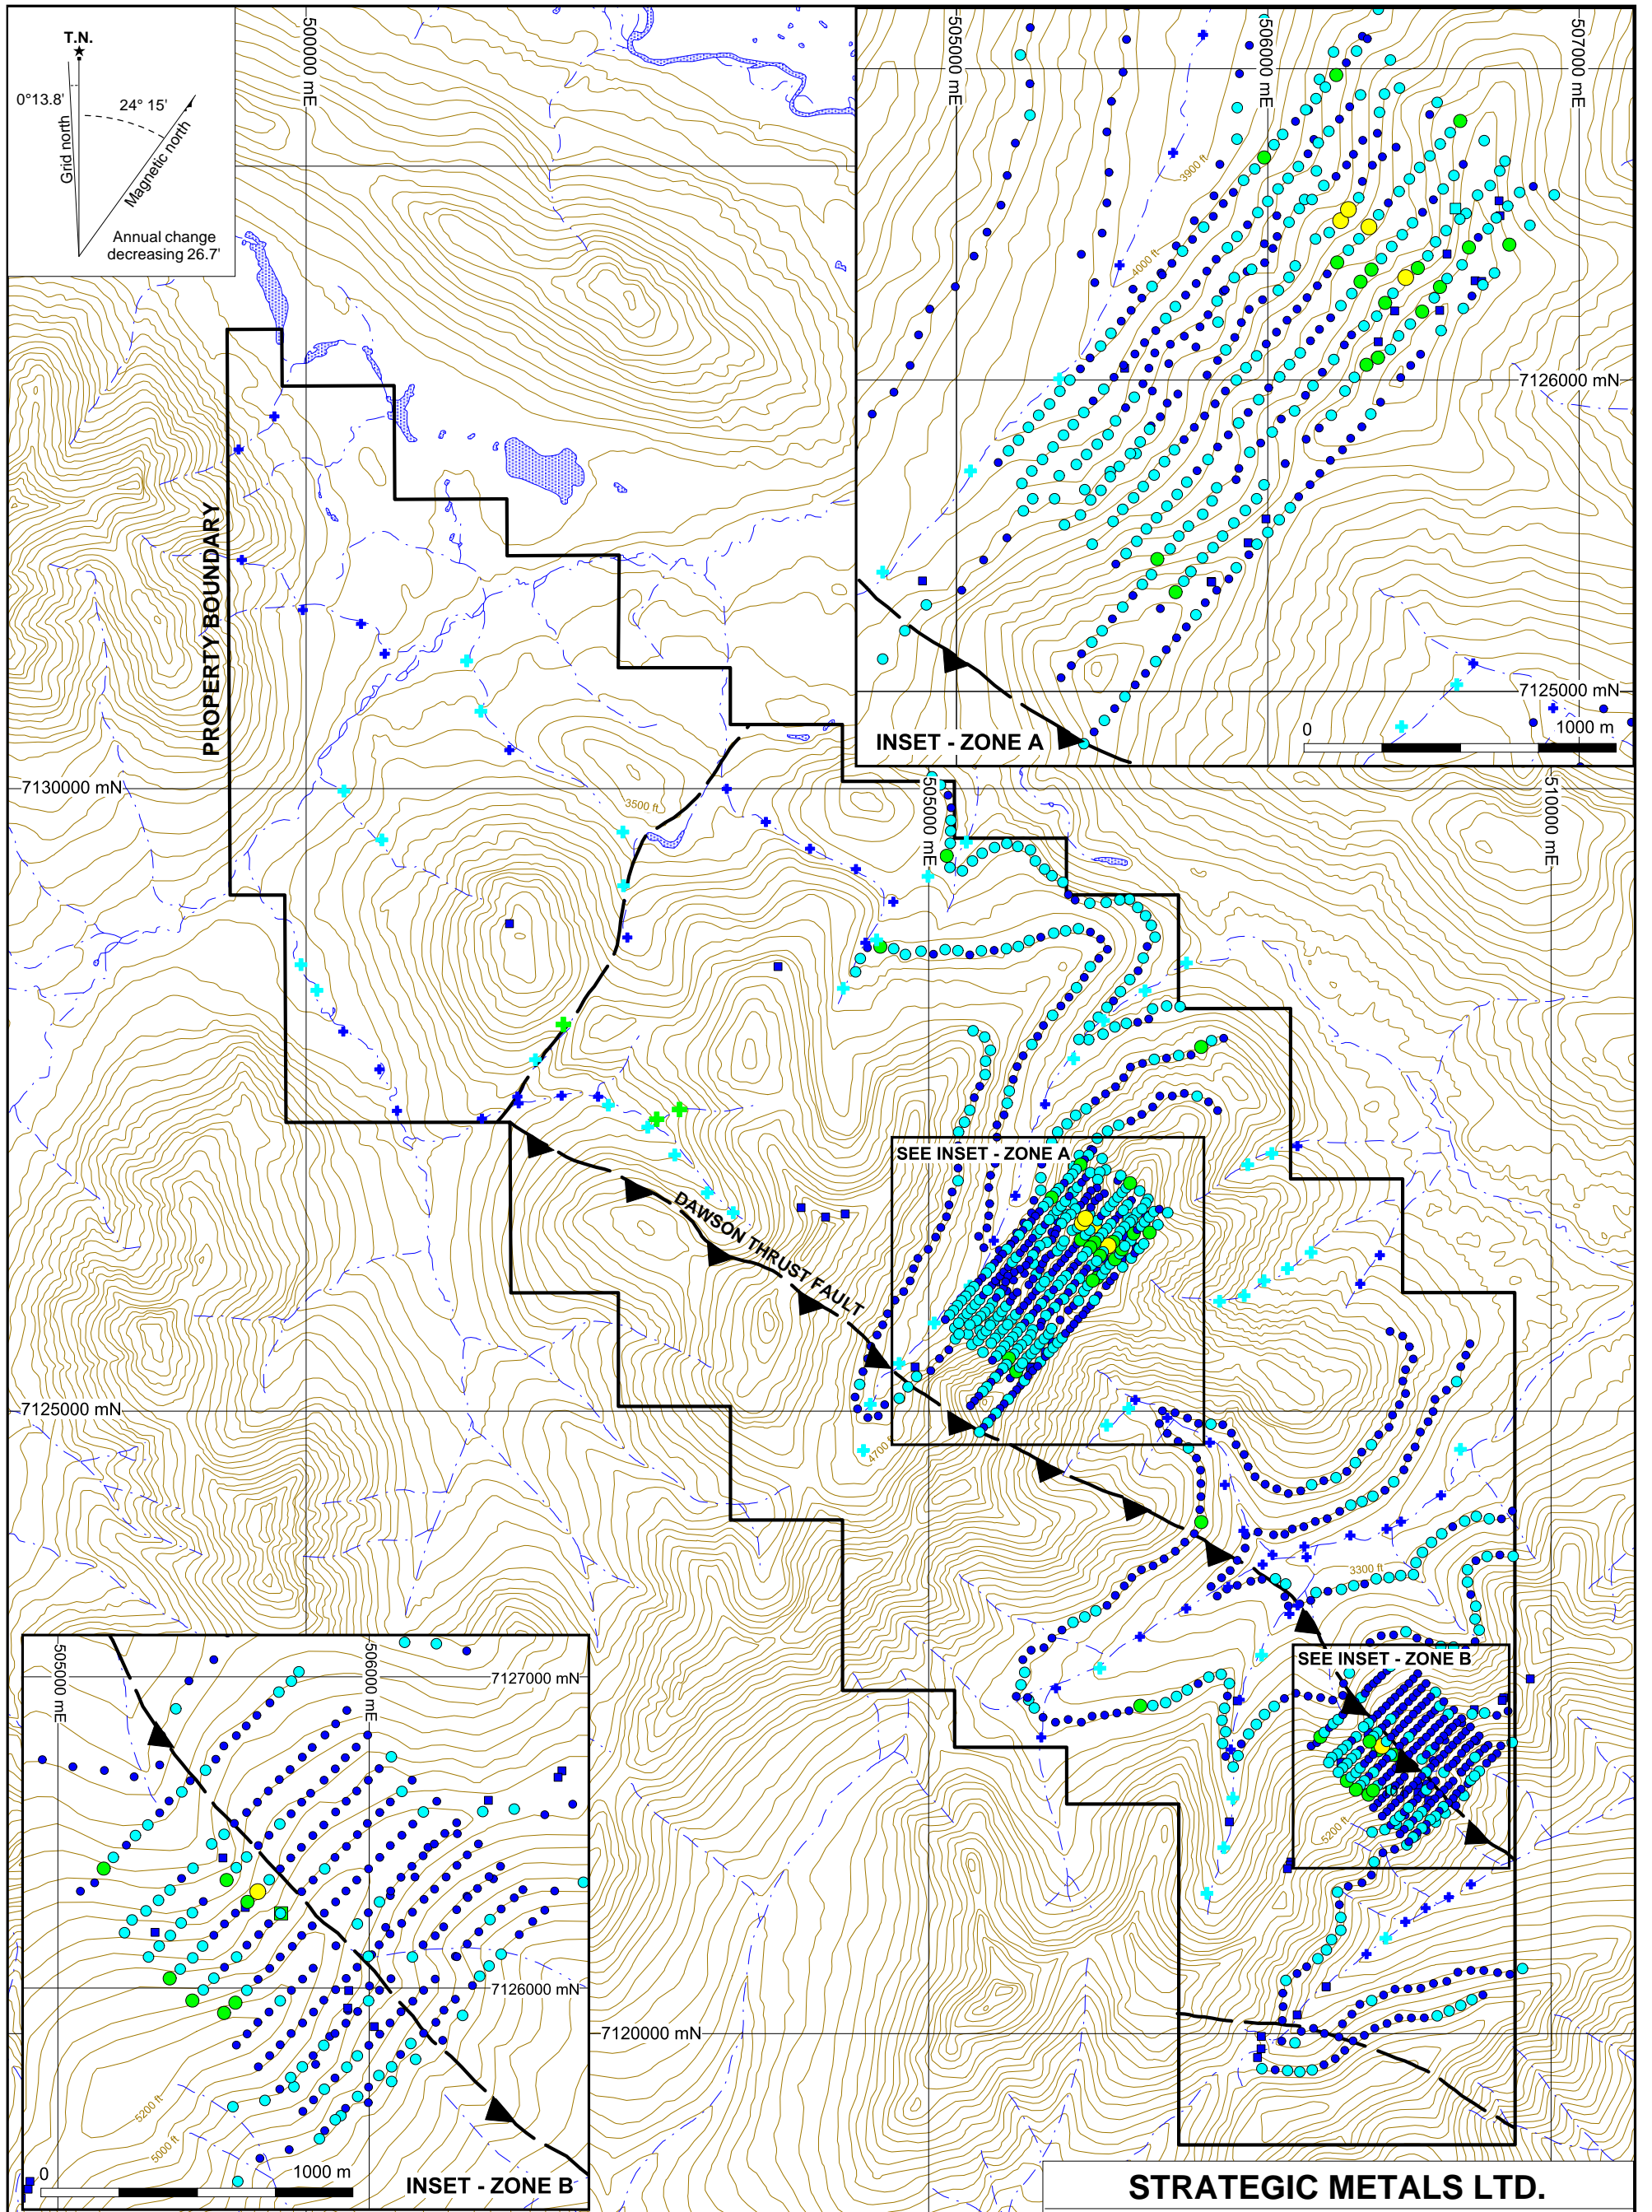 T.N.
0°13.8'
24° 15'
Grid north
Magnetic north
Annual change
decreasing 26.7'
500000 mE
505000 mE
506000 mE
507000 mE
3900 ft
4000 ft
7126000 mN
7125000 mN
0
1000 m
INSET - ZONE A
PROPERTY BOUNDARY
7130000 mN
3500 ft
505000 mE
510000 mE
SEE INSET - ZONE A
DAWSON THRUST FAULT
7125000 mN
4700 ft
3300 ft
SEE INSET - ZONE B
5200 ft
505000 mE
506000 mE
7127000 mN
7126000 mN
7120000 mN
5200 ft
5000 ft
0
1000 m
INSET - ZONE B
STRATEGIC METALS LTD.